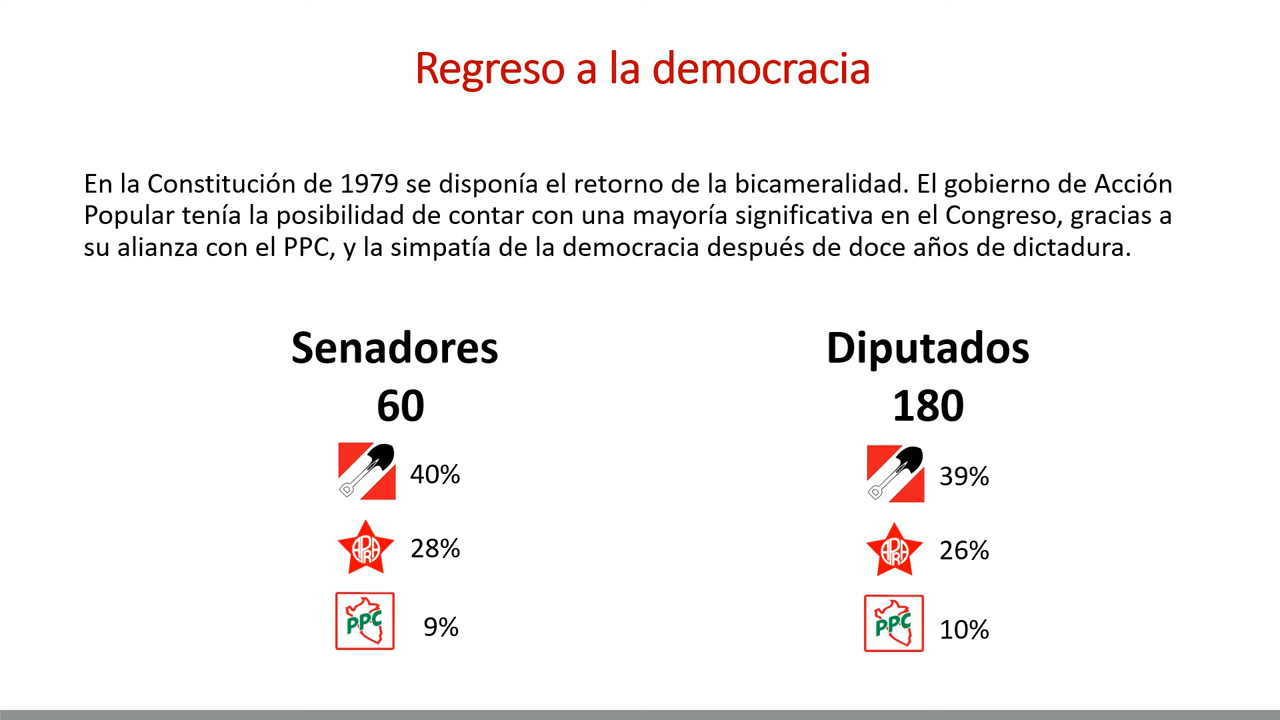 Regreso a la democracia
En la Constitución de 1979 se disponía el retorno de la bicameralidad. El gobierno de Acción
Popular tenía la posibilidad de contar con una mayoría significativa en el Congreso, gracias a
su alianza con el PPC, y la simpatía de la democracia después de doce años de dictadura.
Senadores
60
40%
APRA 28%
PPC 9%
Diputados
180
39%
APRA 26%
PPC 10%